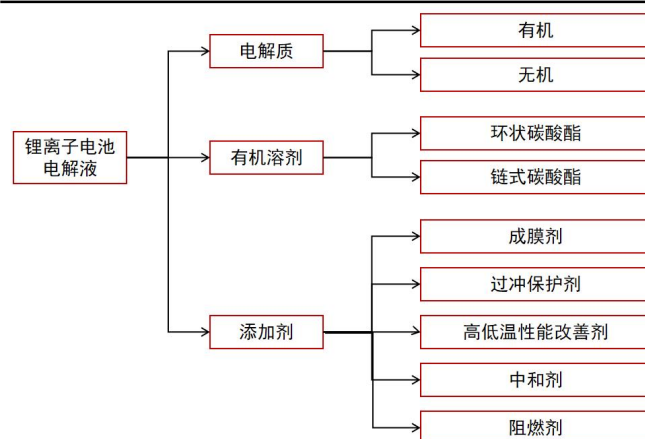 锂离子电池
电解液
电解质
有机
无机
有机溶剂
环状碳酸酯
链式碳酸酯
添加剂
成膜剂
过冲保护剂
高低温性能改善剂
中和剂
阻燃剂